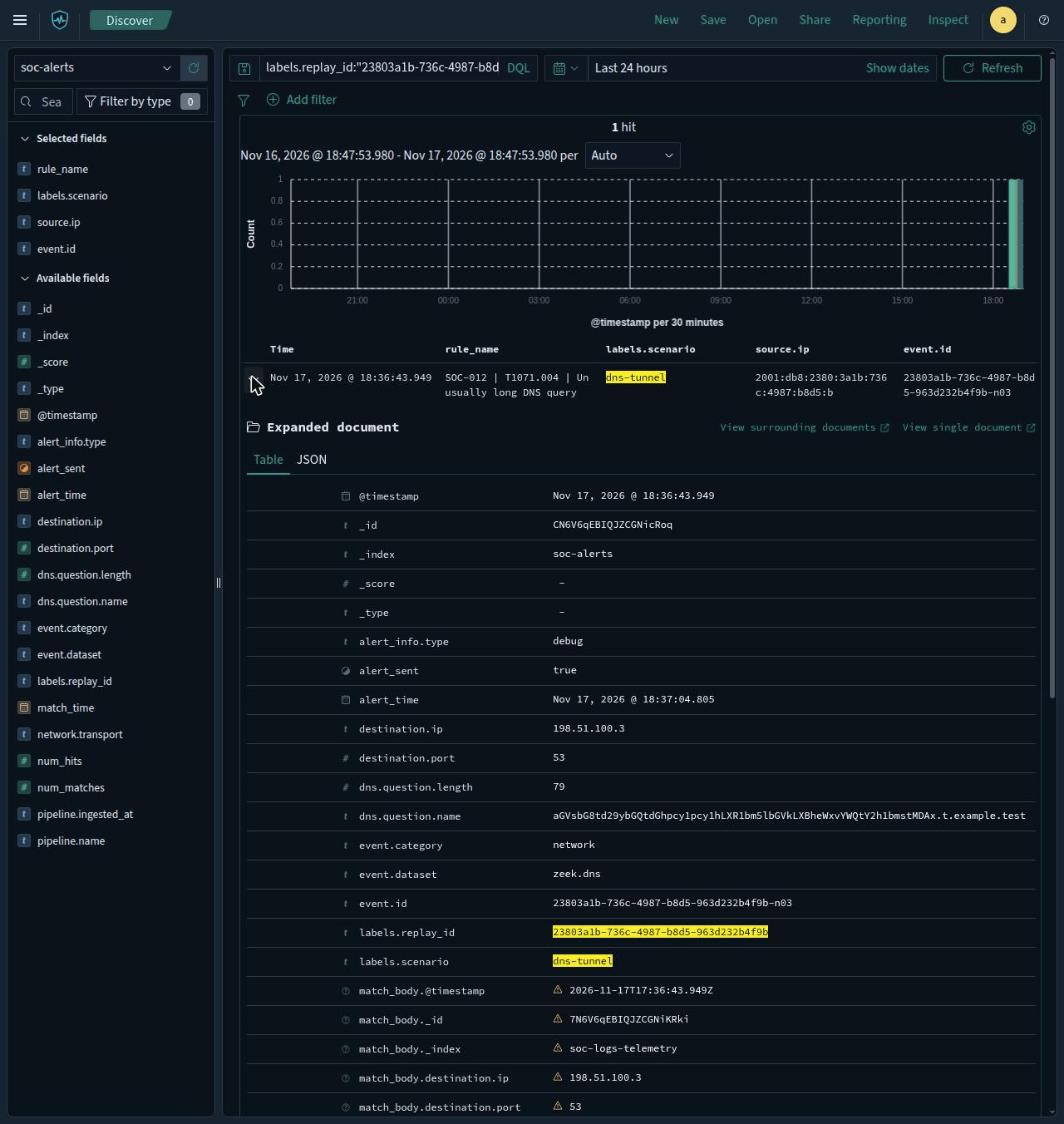 Discover
New
Save
Open
Share
Reporting
Inspect
a
soc-alerts
Sea
Filter by type
0
Selected fields
t rule_name
t labels.scenario
t source.ip
t event.id
Available fields
t _id
t _index
# _score
t _type
@timestamp
t alert_info.type
alert_sent
alert_time
t destination.ip
# destination.port
# dns.question.length
t dns.question.name
t event.category
t event.dataset
t labels.replay_id
match_time
t network.transport
# num_hits
# num_matches
t pipeline.ingested_at
t pipeline.name
labels.replay_id:"23803a1b-736c-4987-b8d
DQL
Last 24 hours
Show dates
Refresh
Add filter
1 hit
Nov 16, 2026 @ 18:47:53.980 - Nov 17, 2026 @ 18:47:53.980 per
Auto
Count
1
0.8
0.6
0.4
0.2
0
21:00 00:00 03:00 06:00 09:00 12:00 15:00 18:00
@timestamp per 30 minutes
Time rule_name labels.scenario source.ip event.id
Nov 17, 2026 @ 18:36:43.949 SOC-012 | T1071.004 | Un dns-tunnel 2001:db8:2380:3a1b:736 23803a1b-736c-4987-b8d
usually long DNS query c:4987:b8d5:b 5-963d232b4f9b-n03
Expanded document
View surrounding documents
View single document
Table
JSON
@timestamp Nov 17, 2026 @ 18:36:43.949
t _id CN6V6qEBIQJZCGNicRoq
t _index soc-alerts
# _score –
t _type –
t alert_info.type debug
alert_sent true
alert_time Nov 17, 2026 @ 18:37:04.805
t destination.ip 198.51.100.3
# destination.port 53
# dns.question.length 79
t dns.question.name aGVsbG8td29ybGQtdGhpcy1pcy1hLXR1bm5lbGVkLXBheWxvYWQtY2h1bmstMDAx.t.example.test
t event.category network
t event.dataset zeek.dns
t event.id 23803a1b-736c-4987-b8d5-963d232b4f9b-n03
t labels.replay_id 23803a1b-736c-4987-b8d5-963d232b4f9b
t labels.scenario dns-tunnel
match_body.@timestamp 2026-11-17T17:36:43.949Z
match_body._id 7N6V6qEBIQJZCGNiKRki
match_body._index soc-logs-telemetry
match_body.destination.ip 198.51.100.3
match_body.destination.port 53